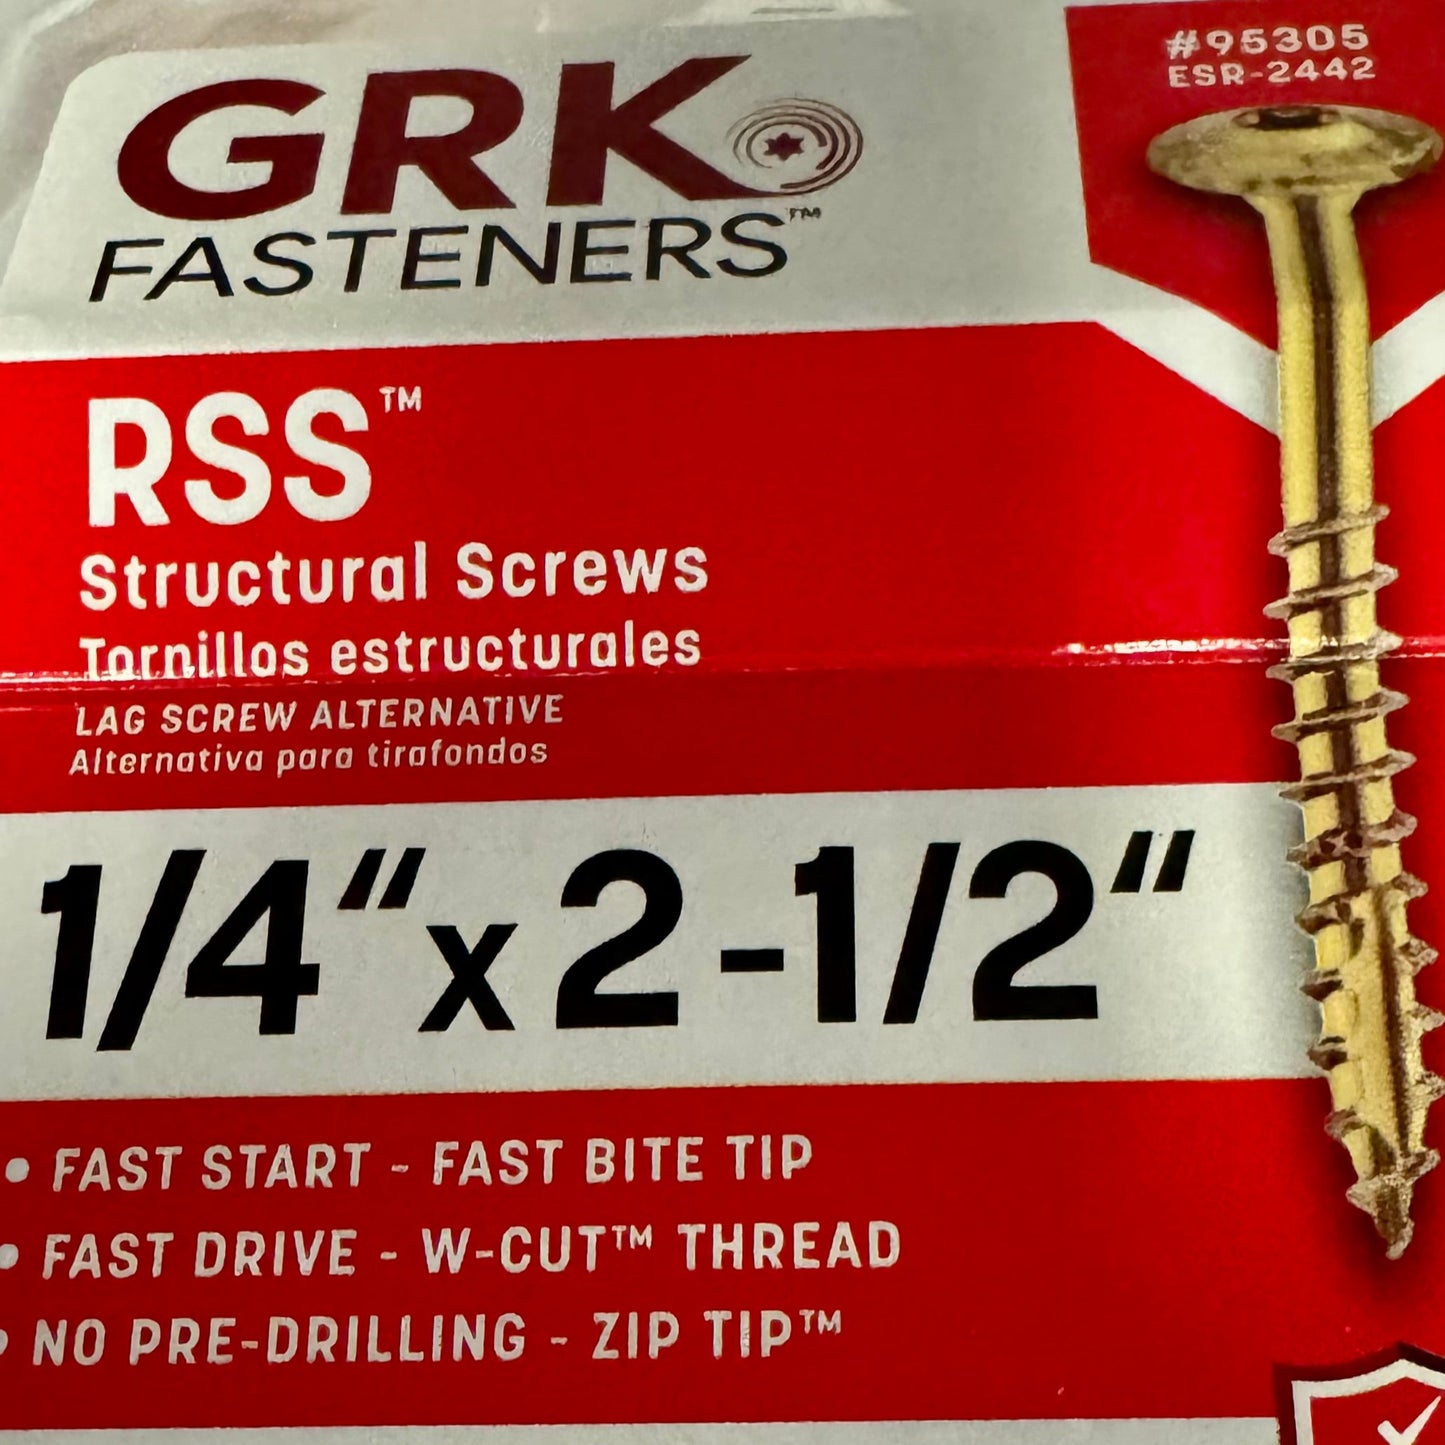 GRK
FASTENERS™
#95305
ESR-2442
RSS™
Structural Screws
Tornillos estructurales
LAG SCREW ALTERNATIVE
Alternativa para tirafondos
1/4" x 2-1/2"
• FAST START - FAST BITE TIP
• FAST DRIVE - W-CUT™ THREAD
• NO PRE-DRILLING - ZIP TIP™